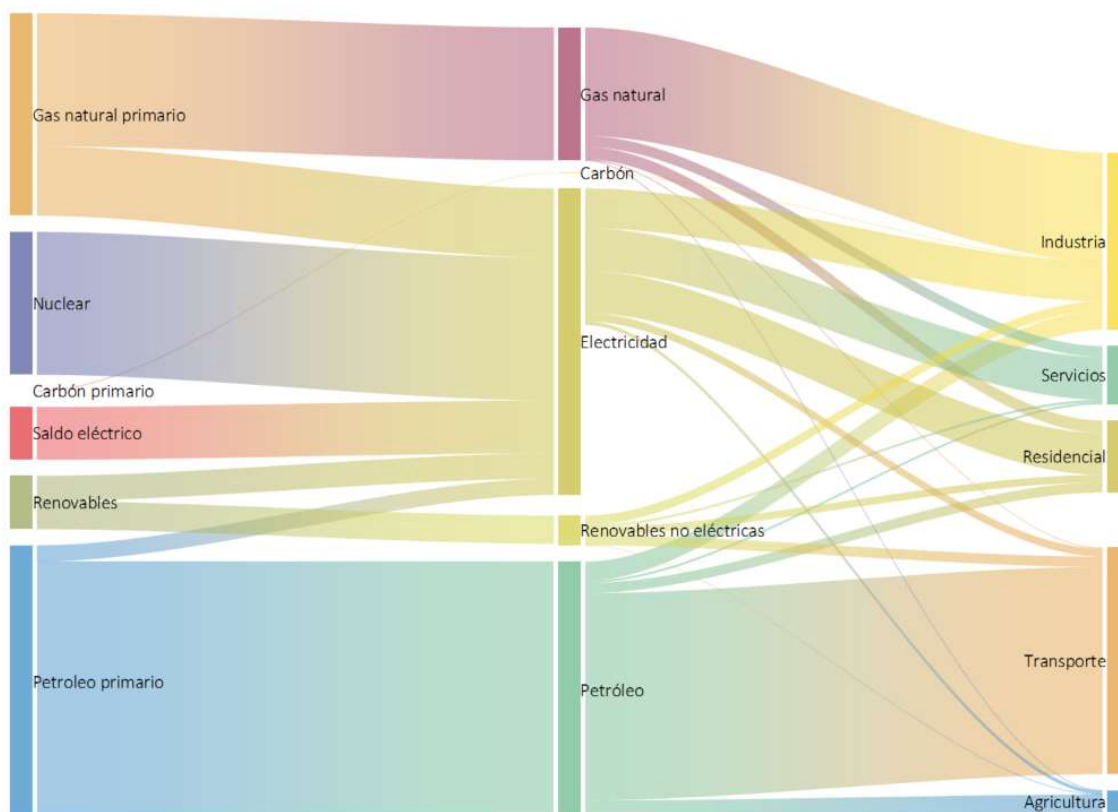 Gas natural primario
Nuclear
Carbón primario
Saldo eléctrico
Renovables
Petroleo primario
Gas natural
Carbón
Electricidad
Renovables no eléctricas
Petróleo
Industria
Servicios
Residencial
Transporte
Agricultura